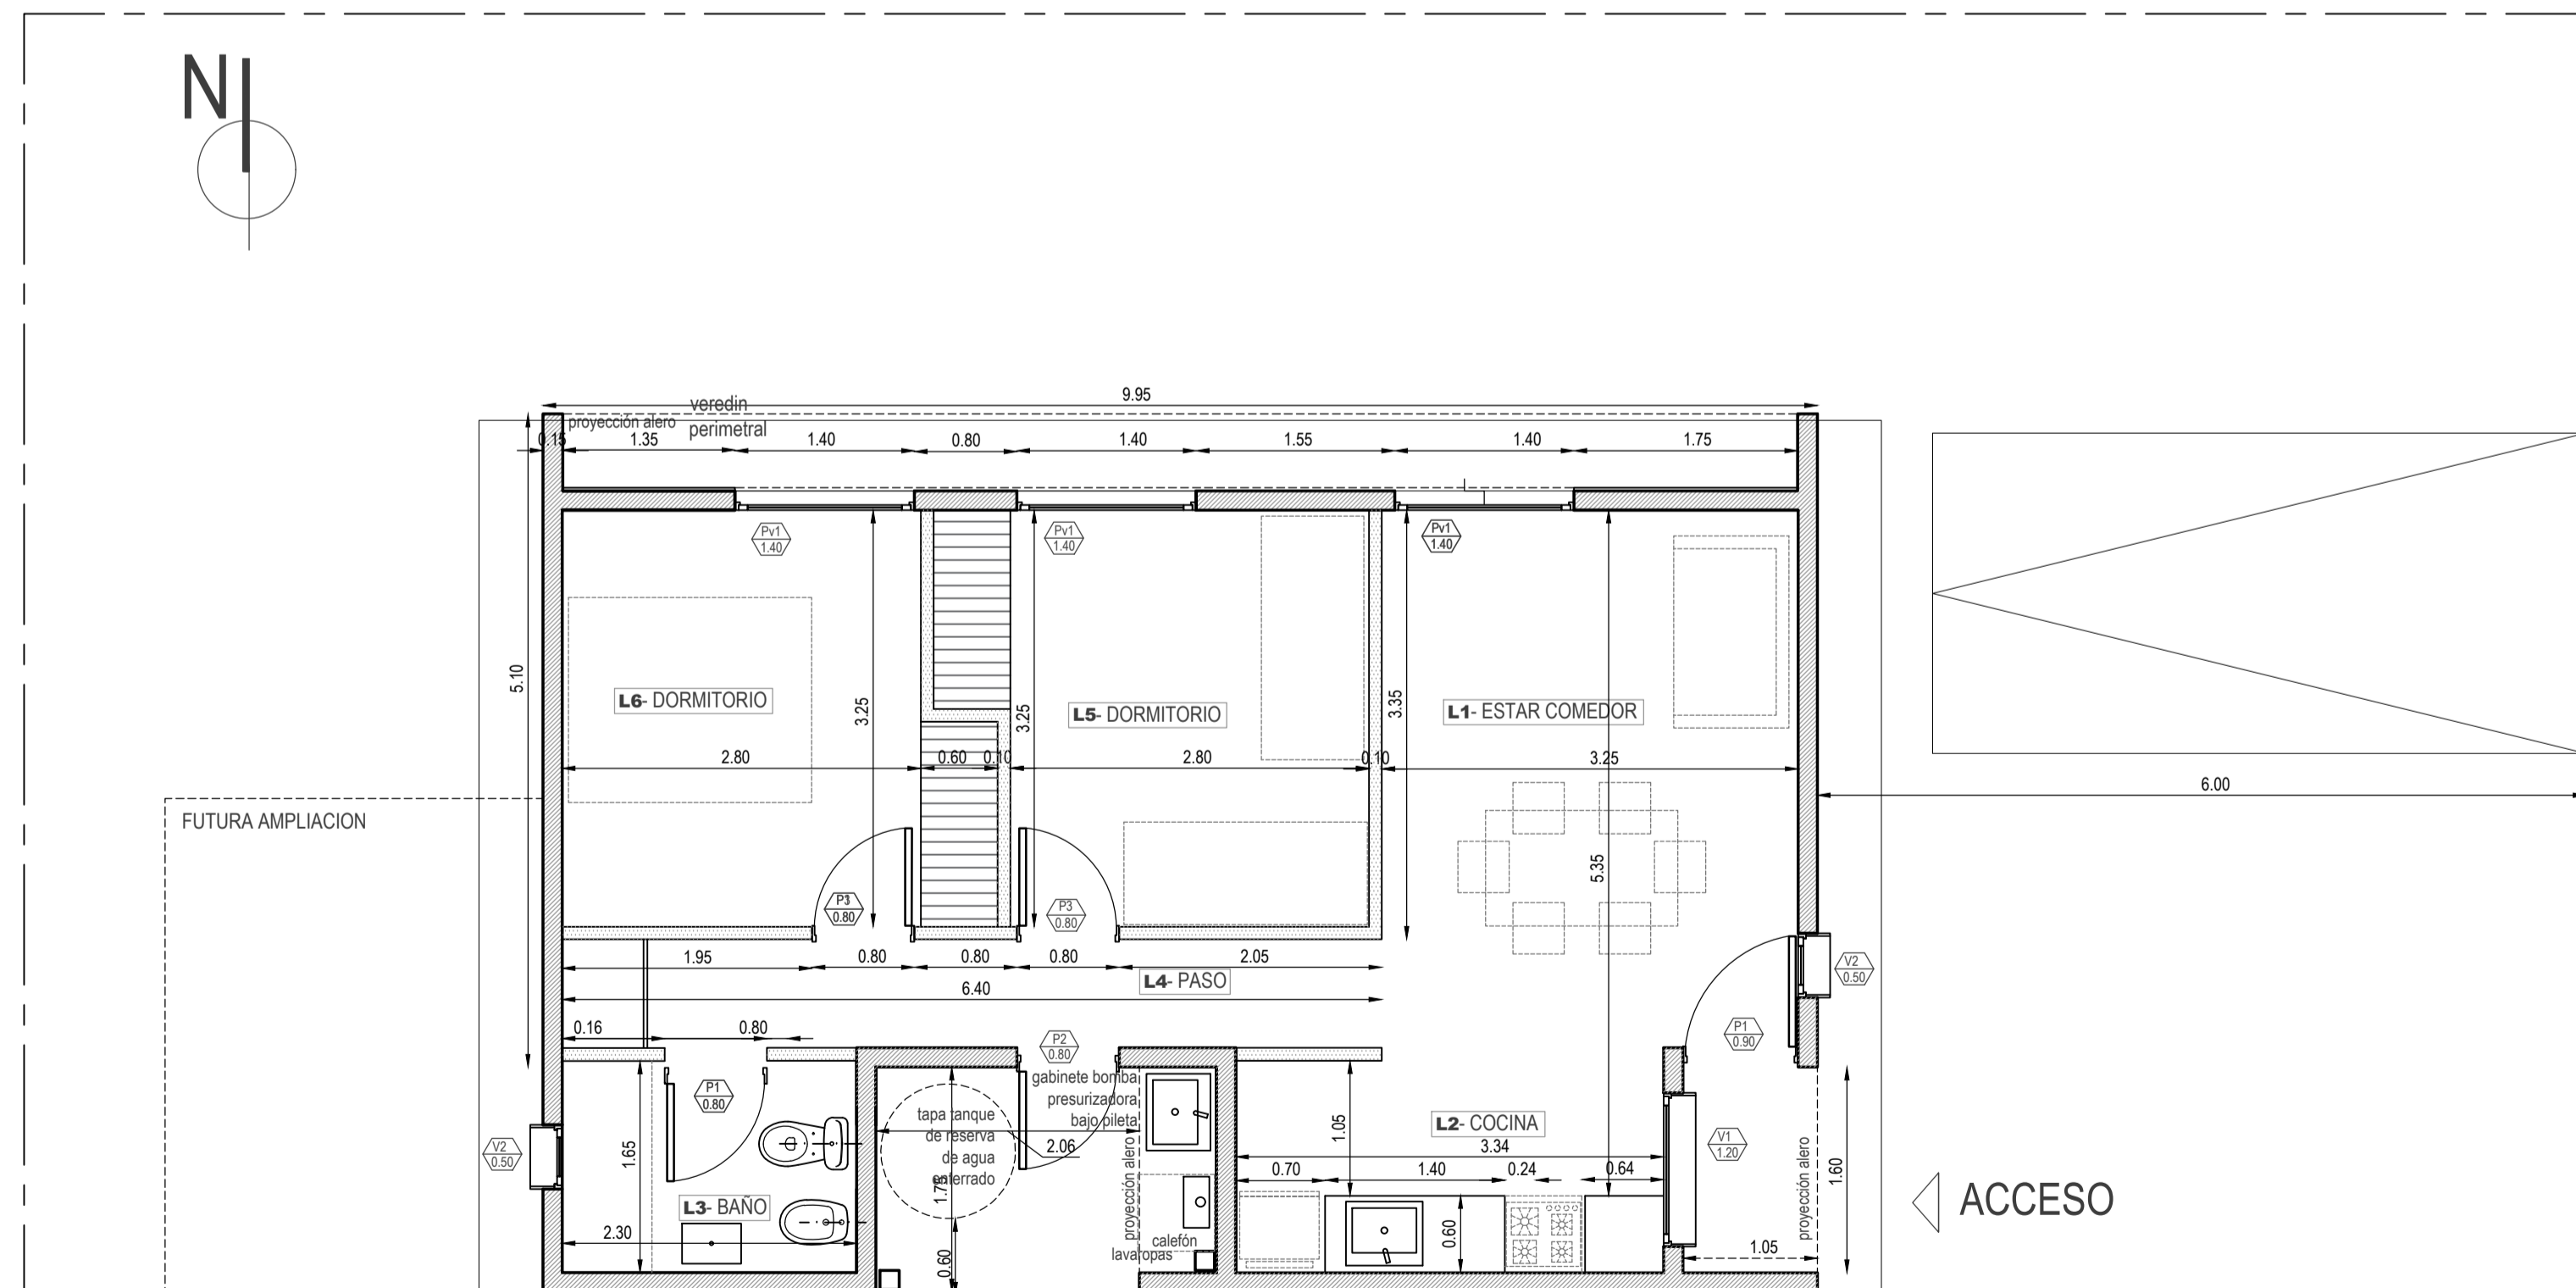 N
9.95
veredin
perimetral
proyección alero
0.15
1.35
1.40
0.80
1.40
1.55
1.40
1.75
Pv1
1.40
Pv1
1.40
Pv1
1.40
5.10
L6- DORMITORIO
3.25
L5- DORMITORIO
3.25
3.35
L1- ESTAR COMEDOR
2.80
0.60
0.10
2.80
0.10
3.25
6.00
FUTURA AMPLIACION
5.35
P3
0.80
P3
0.80
1.95
0.80
0.80
0.80
2.05
L4- PASO
6.40
V2
0.50
0.16
0.80
P2
0.80
P1
0.90
P1
0.80
gabinete bomba
presurizadora
bajo pileta
tapa tanque
de reserva
de agua
enterrado
2.06
1.05
L2- COCINA
3.34
V1
1.20
V2
0.50
1.65
0.70
1.40
0.24
0.64
proyección alero
proyección alero
1.60
ACCESO
L3- BAÑO
2.30
0.60
calefón
lavaropas
0.60
1.05